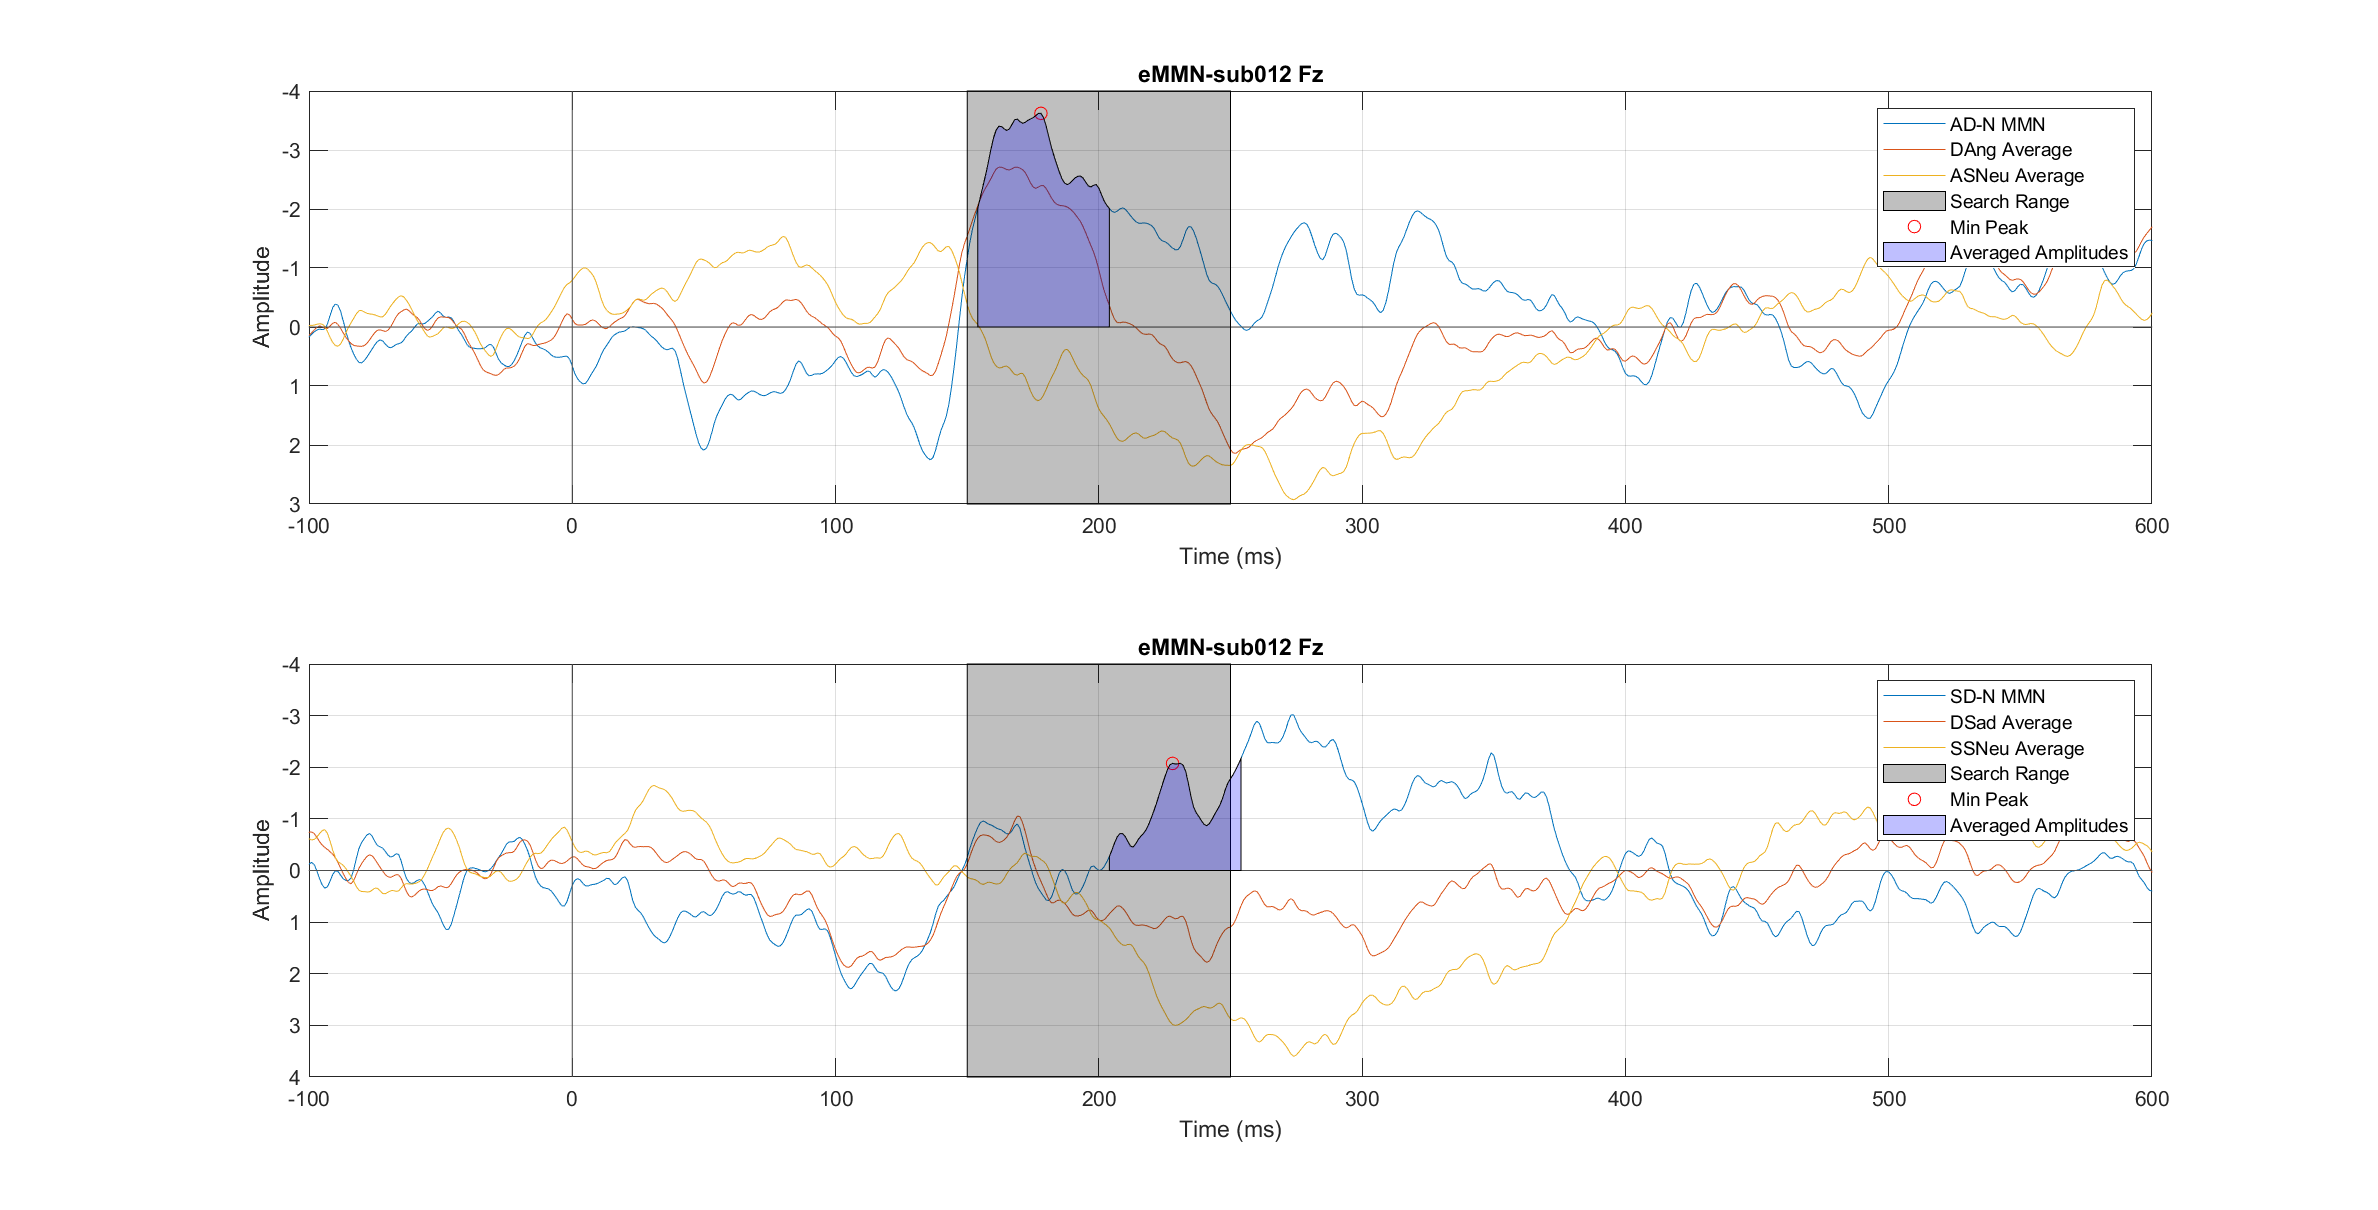 eMMN-sub012 Fz
-4
-3
-2
-1
0
1
2
3
Amplitude
-100 0 100 200 300 400 500 600
Time (ms)
AD-N MMN
DAng Average
ASNeu Average
Search Range
Min Peak
Averaged Amplitudes
eMMN-sub012 Fz
-4
-3
-2
-1
0
1
2
3
4
Amplitude
-100 0 100 200 300 400 500 600
Time (ms)
SD-N MMN
DSad Average
SSNeu Average
Search Range
Min Peak
Averaged Amplitudes